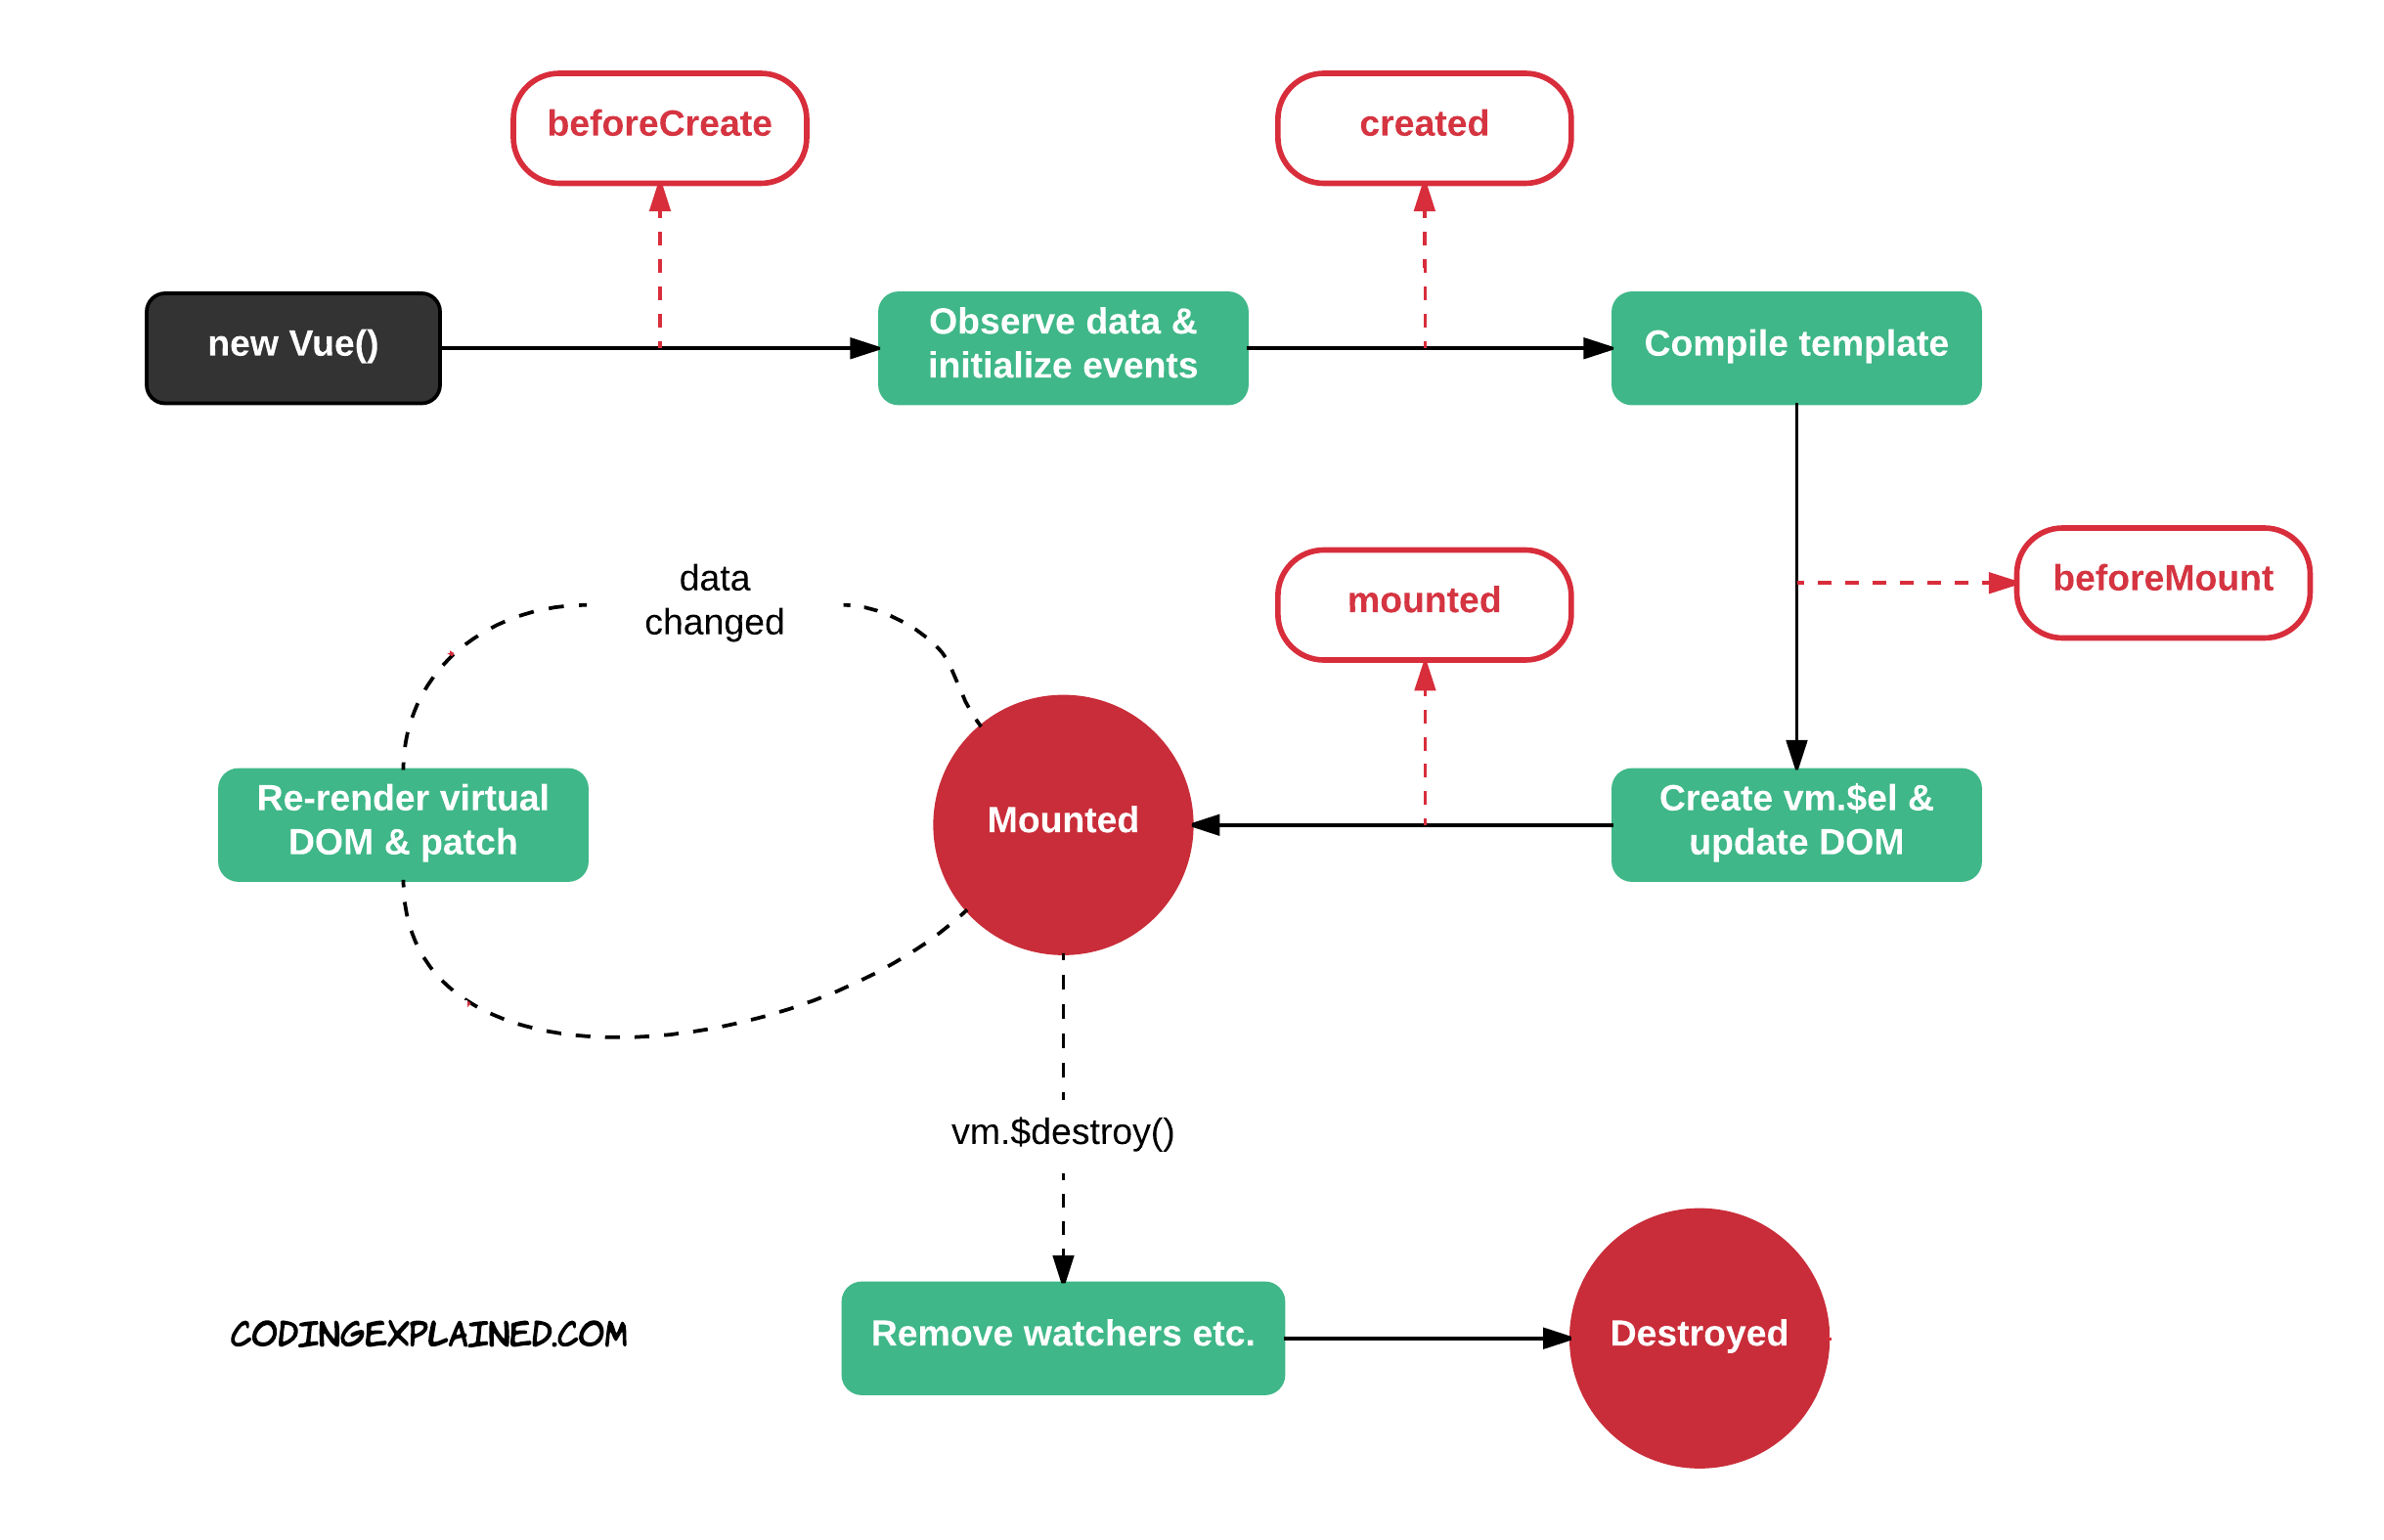 beforeCreate
created
new Vue()
Observe data &
initialize events
Compile template
data
changed
mounted
beforeMount
Re-render virtual
DOM & patch
Mounted
Create vm.$el &
update DOM
vm.$destroy()
Remove watchers etc.
Destroyed
CODINGEXPLAINED.COM